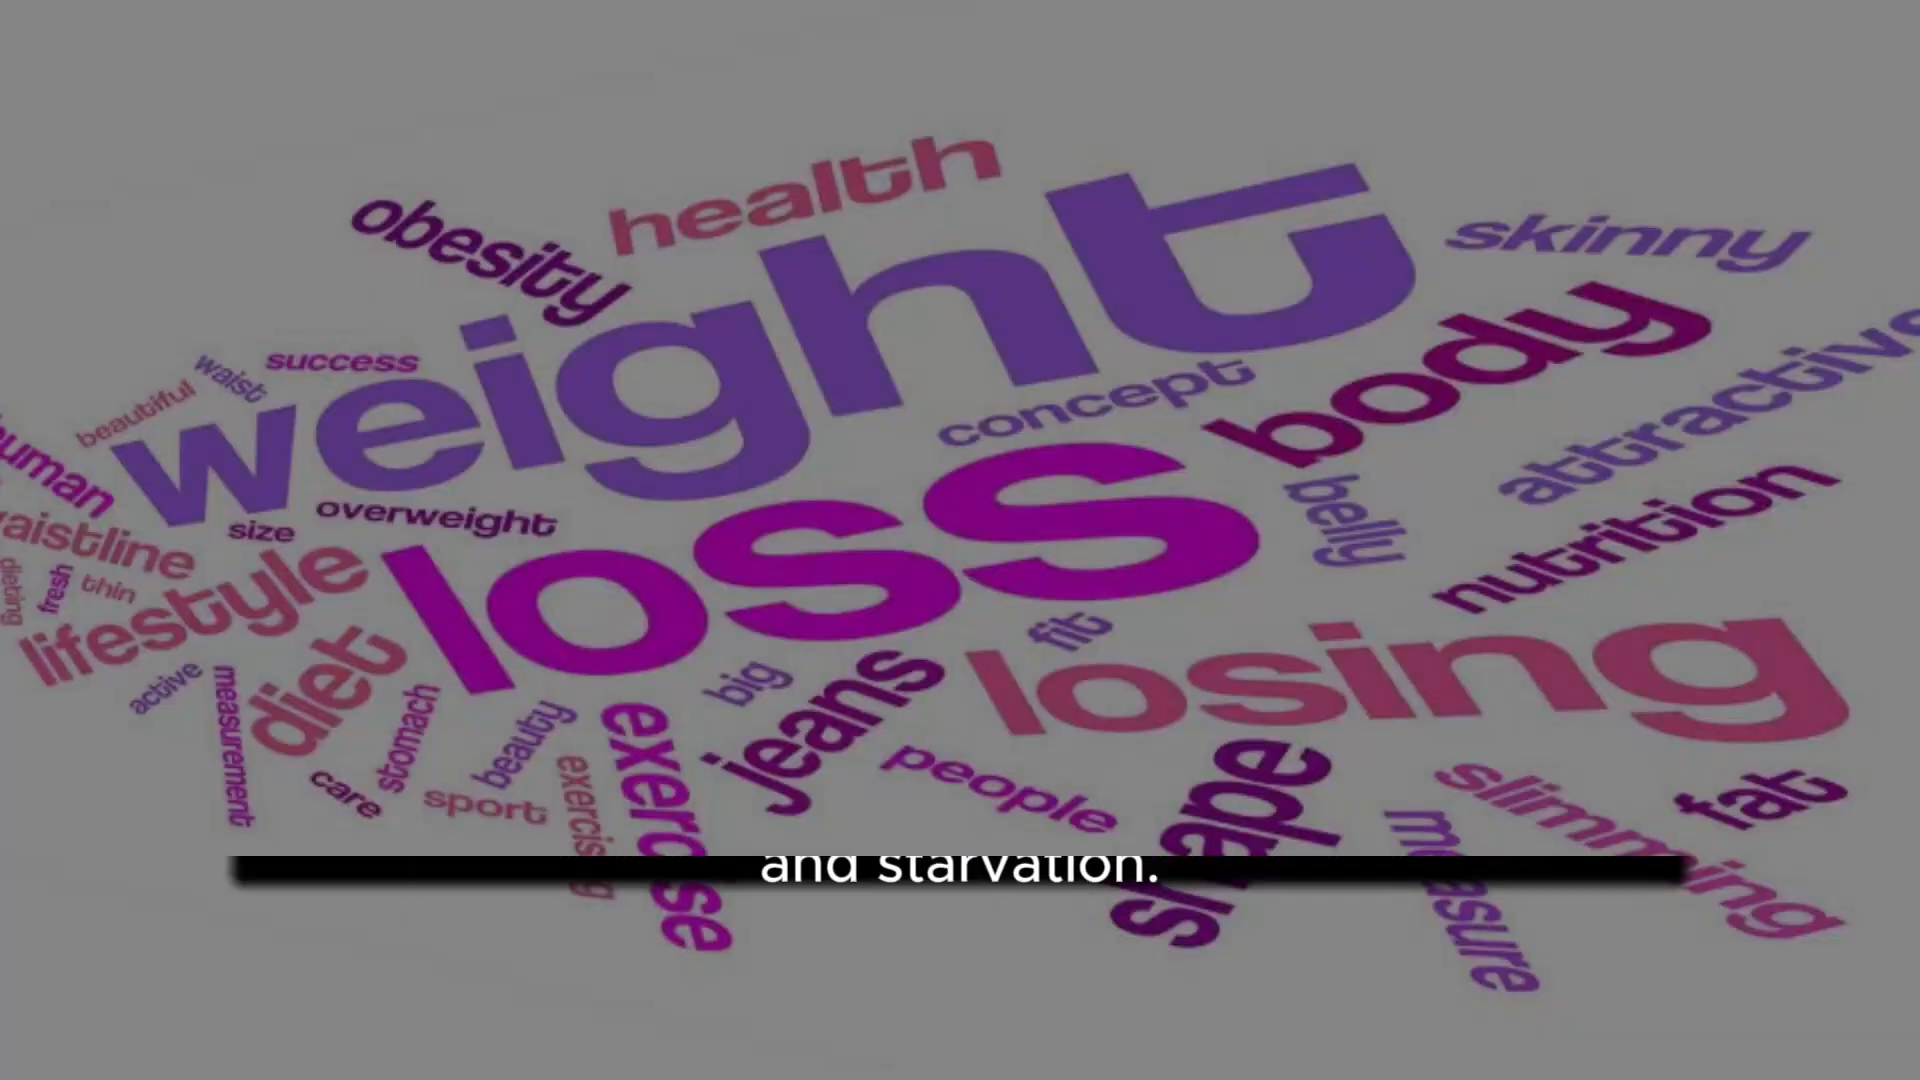 health
obesity
weight
skinny
body
success
waist
beautiful
concept
attractive
human
overweight
size
loss
belly
nutrition
waistline
dieting
fresh
thin
lifestyle
fit
losing
active
measurement
diet
stomach
big
jeans
care
beauty
sport
exercising
exercise
people
shape
slimming
fat
measure
and starvation.